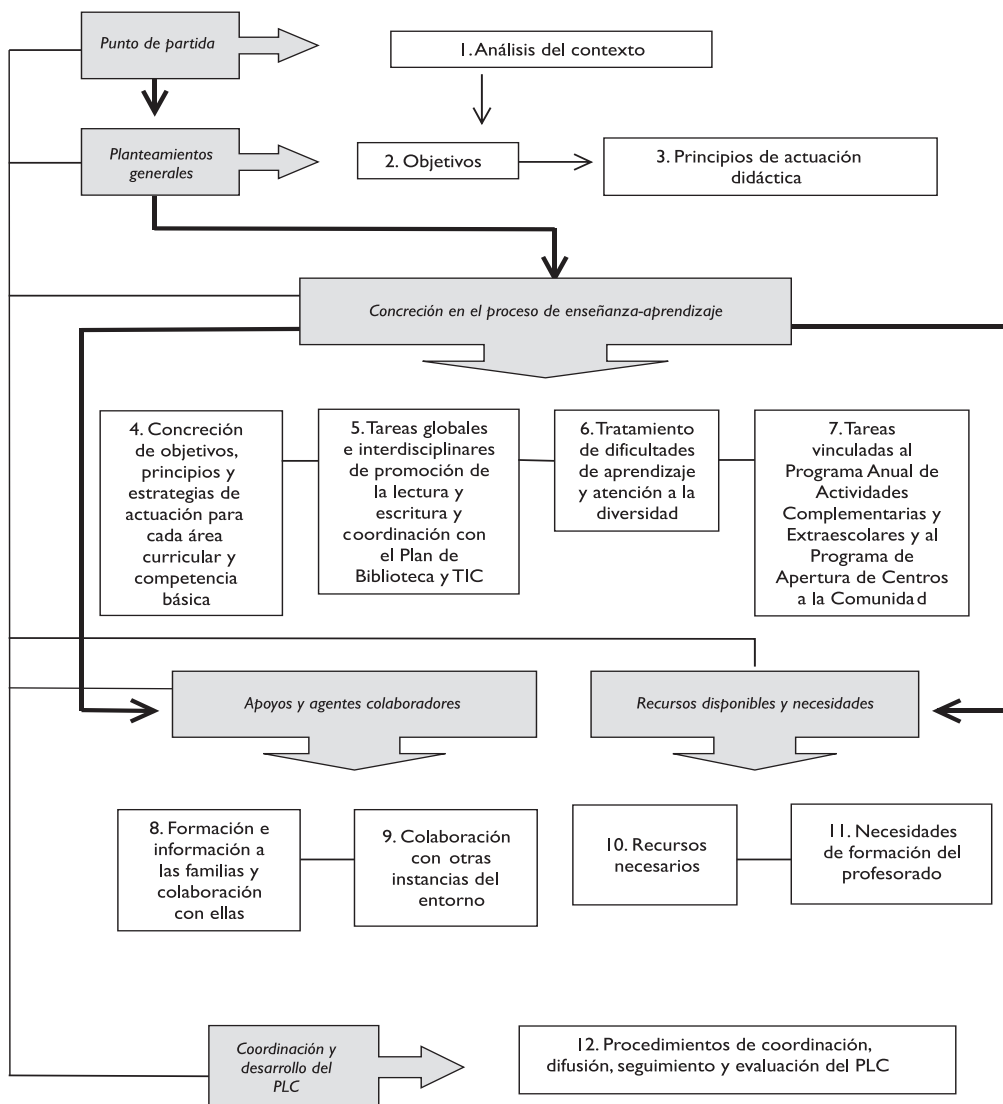 Punto de partida
1. Análisis del contexto
Planteamientos
generales
2. Objetivos
3. Principios de actuación
didáctica
Concreción en el proceso de enseñanza-aprendizaje
4. Concreción
de objetivos,
principios y
estrategias de
actuación para
cada área
curricular y
competencia
básica
5. Tareas globales
e interdisciplinares
de promoción de
la lectura y
escritura y
coordinación con
el Plan de
Biblioteca y TIC
6. Tratamiento
de dificultades
de aprendizaje
y atención a la
diversidad
7. Tareas
vinculadas al
Programa Anual de
Actividades
Complementarias y
Extraescolares y al
Programa de
Apertura de Centros
a la Comunidad
Apoyos y agentes colaboradores
Recursos disponibles y necesidades
8. Formación e
información a
las familias y
colaboración
con ellas
9. Colaboración
con otras
instancias del
entorno
10. Recursos
necesarios
11. Necesidades
de formación del
profesorado
Coordinación y
desarrollo del
PLC
12. Procedimientos de coordinación,
difusión, seguimiento y evaluación del PLC